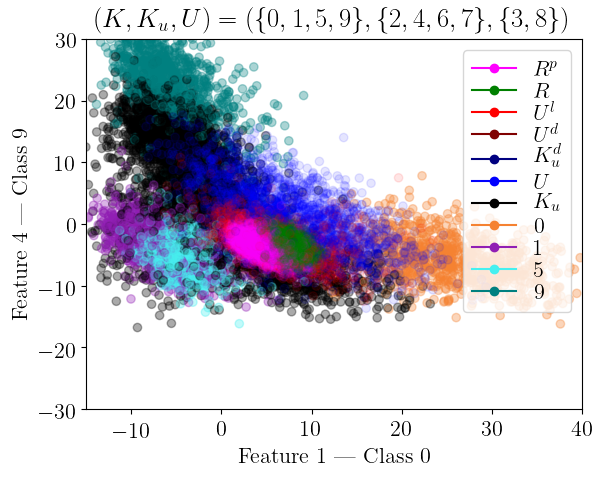 (K, K_u, U) = ({0, 1, 5, 9}, {2, 4, 6, 7}, {3, 8})
30
20
10
0
−10
−20
−30
Feature 4 — Class 9
R^p
R
U^l
U^d
K_u^d
U
K_u
0
1
5
9
−10
0
10
20
30
40
Feature 1 — Class 0